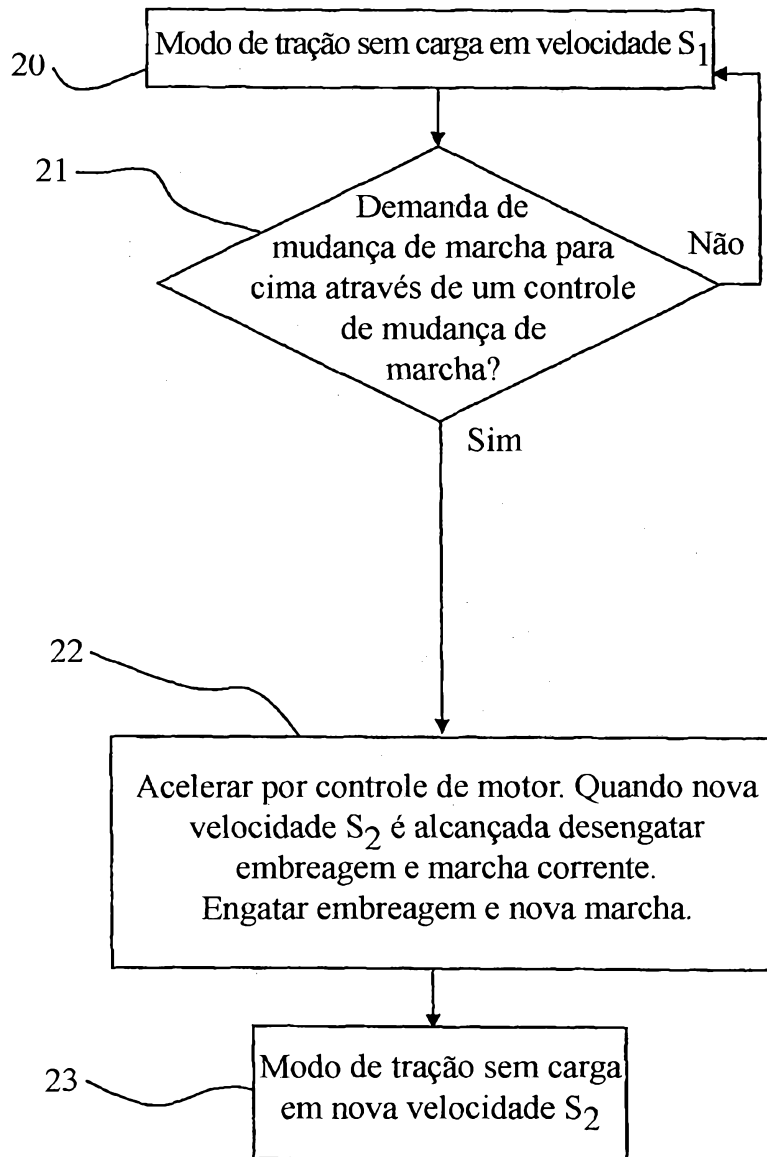 20
Modo de tração sem carga em velocidade S1
21
Demanda de
mudança de marcha para
cima através de um controle
de mudança de
marcha?
Não
Sim
22
Acelerar por controle de motor. Quando nova
velocidade S2 é alcançada desengatar
embreagem e marcha corrente.
Engatar embreagem e nova marcha.
23
Modo de tração sem carga
em nova velocidade S2